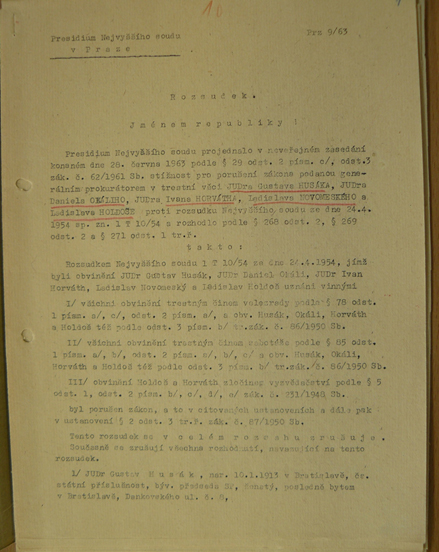 10
Presidium Nejvyššího soudu
v Praze
Prz 9/63
Rozsudek.
Jménem republiky !
Presidium Nejvyššího soudu projednalo v neveřejném zasedání
konaném dne 28. června 1963 podle § 29 odst. 2 písm. c/, odst.3
zák. č. 62/1961 Sb. stížnost pro porušení zákona podanou gene-
rálním prokurátorem v trestní věci JUDra Gustava HUSÁKA, JUDra
Daniela OKÁLIHO, JUDra Ivana HORVÁTHA, Ladislava NOVOMESKÉHO a
Ladislava HOLDOŠE proti rozsudku Nejvyššího soudu ze dne 24.4.
1954 sp. zn. 1 T 10/54 a rozhodlo podle § 268 odst. 2, § 269
odst. 2 a § 271 odst. 1 tr.ř.
takto:
Rozsudkem Nejvyššího soudu 1 T 10/54 ze dne 24.4.1954, jímž
byli obvinění JUDr Gustav Husák, JUDr Daniel Okáli, JUDr Ivan
Horváth, Ladislav Novomeský a Ladislav Holdoš uznáni vinnými
I/ všichni obvinění trestným činem velezrady podle § 78 odst.
1 písm. a/, c/, odst. 2 písm. a/ a obv. Husák, Okáli, Horváth
a Holdoš též podle odst. 3 písm. b/ tr.zák. č. 86/1950 Sb.
II/ všichni obvinění trestným činem sabotáže podle § 85 odst.
1 písm. a/, b/, odst. 2 písm. a/, b/, c/ a obv. Husák, Okáli,
Horváth a Holdoš též podle odst. 3 písm. b/ tr.zák. č.86/1950 Sb.
III/ obvinění Holdoš a Horváth zločinem vyzvědačství podle § 5
odst. 1, odst. 2 písm. b/, c/, d/, zák. č. 231/1948 Sb.
byl porušen zákon, a to v citovaných ustanoveních a dále pak
v ustanovení § 2 odst. 3 tr.ř. zák. č. 87/1950 Sb.
Tento rozsudek se v celém rozsahu zrušuje.
Současně se zrušují všechna rozhodnutí, navazující na tento
rozsudek.
1/ JUDr Gustav Husák, nar. 10.1.1913 v Bratislavě, čs.
státní příslušnost, býv. předseda SP, ženatý, posledně bytem
v Bratislavě, Donkovského ul. č. 8,